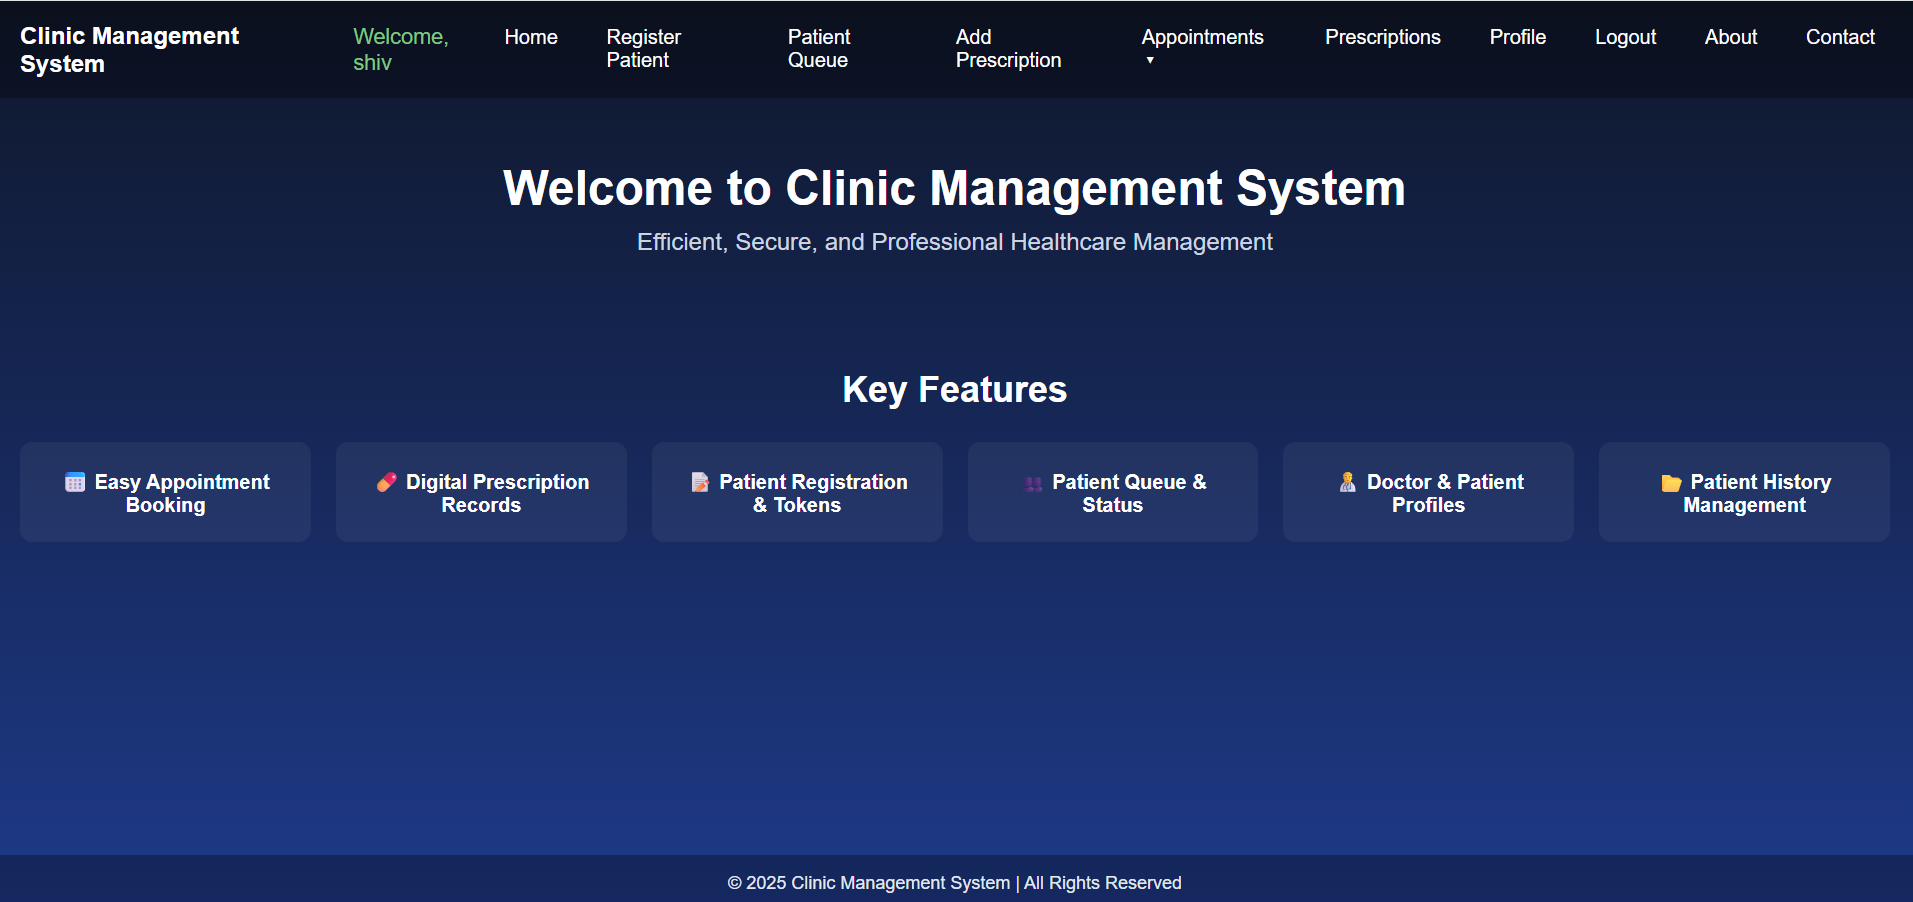 Clinic Management
System
Welcome,
shiv
Home
Register
Patient
Patient
Queue
Add
Prescription
Appointments
▼
Prescriptions
Profile
Logout
About
Contact
Welcome to Clinic Management System
Efficient, Secure, and Professional Healthcare Management
Key Features
Easy Appointment
Booking
Digital Prescription
Records
Patient Registration
& Tokens
Patient Queue &
Status
Doctor & Patient
Profiles
Patient History
Management
© 2025 Clinic Management System | All Rights Reserved